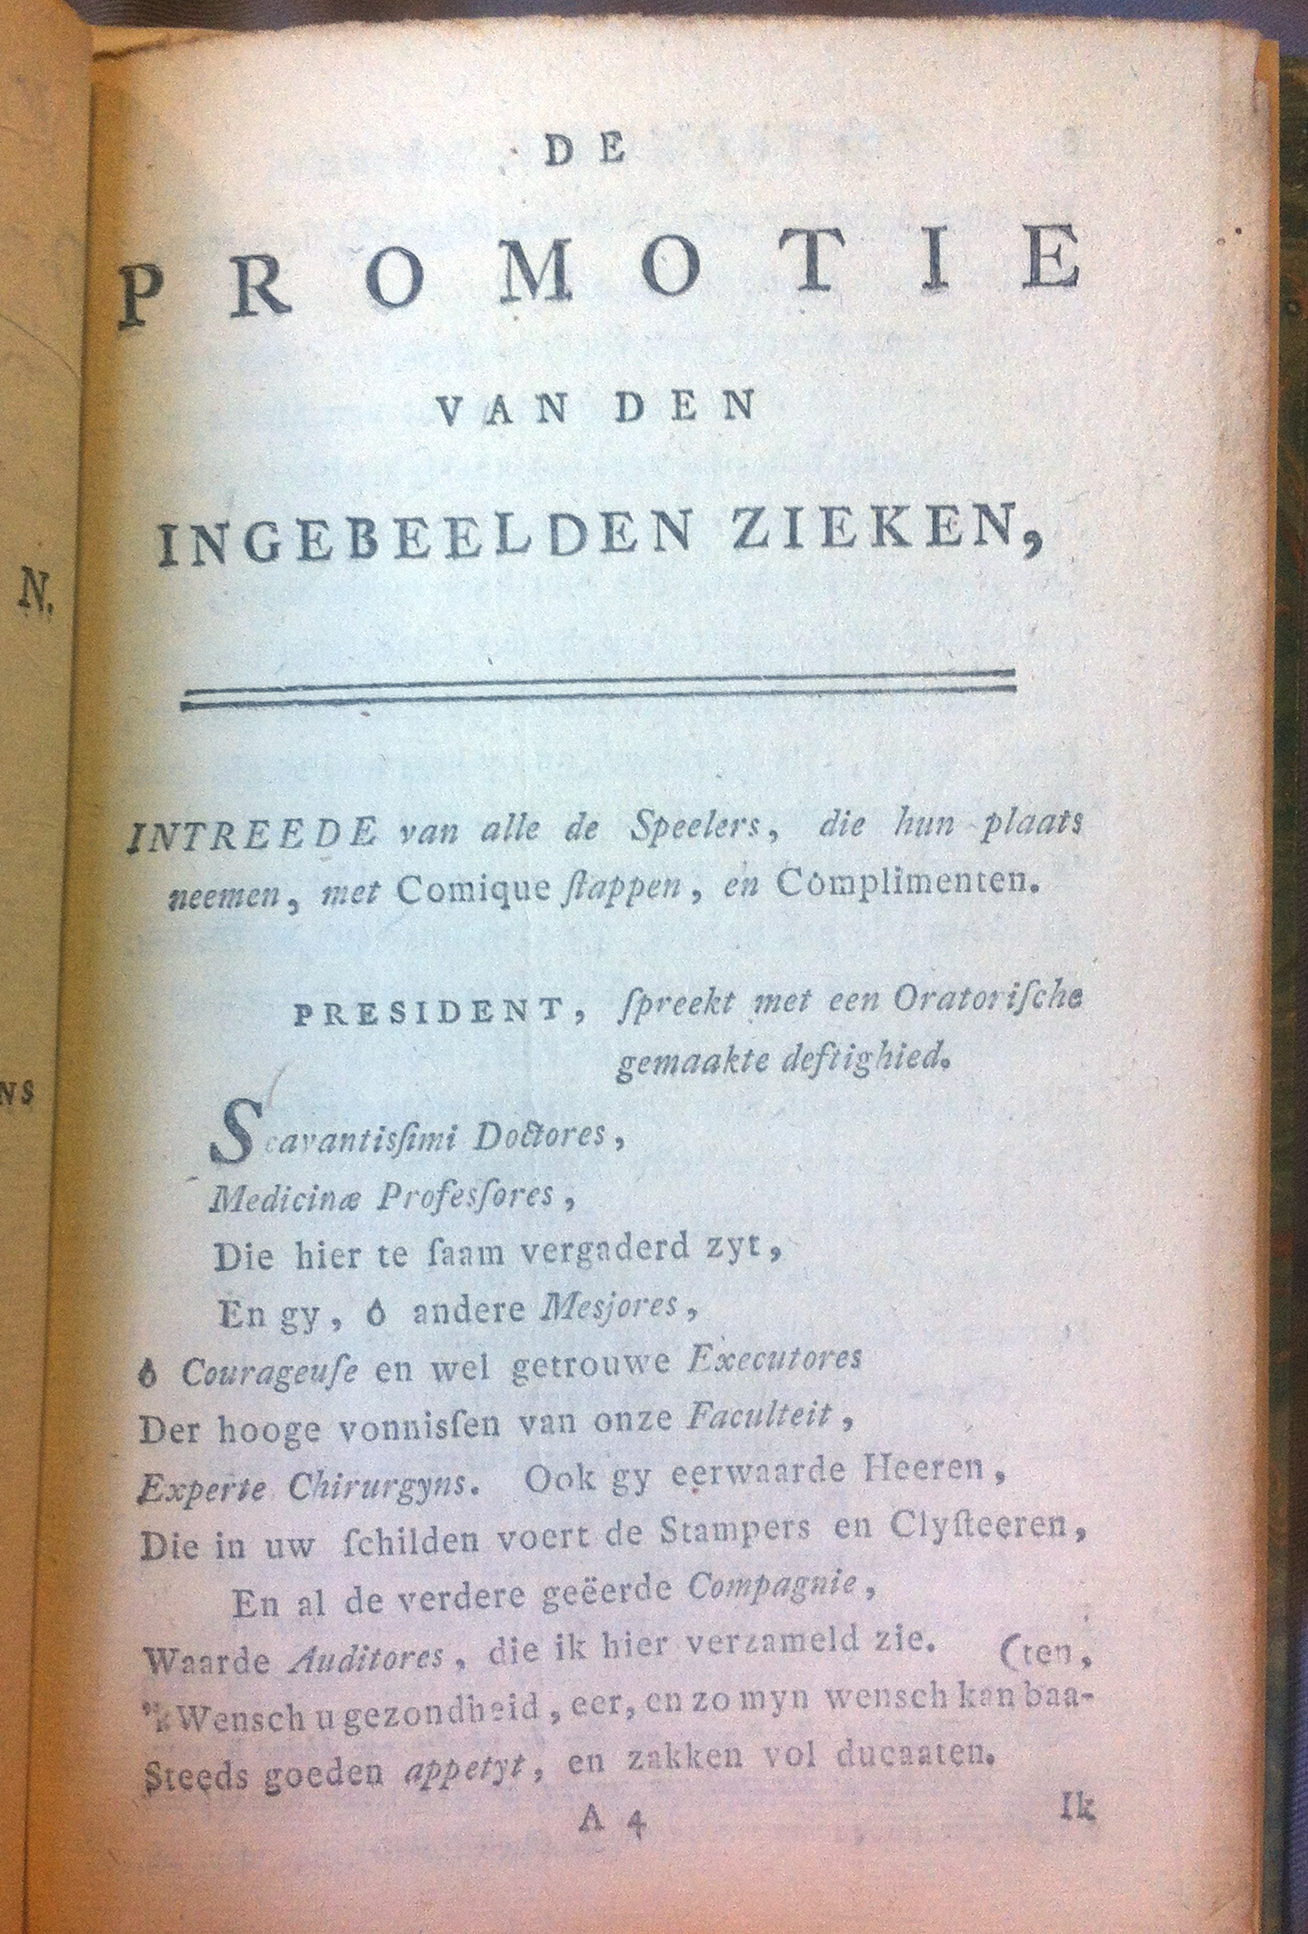 DE
PROMOTIE
VAN DEN
INGEBEELDEN ZIEKEN,
N.
INTREEDE van alle de Speelers, die hun plaats
neemen, met Comique ſtappen, en Complimenten.
PRESIDENT, ſpreekt met een Oratoriſche
gemaakte deftighied.
NS
Scavantisſimi Doctores,
Medicinæ Profesſores,
Die hier te ſaam vergaderd zyt,
En gy, ô andere Mesjores,
ô Courageuſe en wel getrouwe Executores
Der hooge vonnisſen van onze Faculteit,
Experte Chirurgyns. Ook gy eerwaarde Heeren,
Die in uw ſchilden voert de Stampers en Clyſteeren,
En al de verdere geëerde Compagnie,
Waarde Auditores, die ik hier verzameld zie.
(ten,
'k Wensch u gezondheid, eer, en zo myn wensch kan baa-
Steeds goeden appetyt, en zakken vol ducaaten.
A 4
Ik